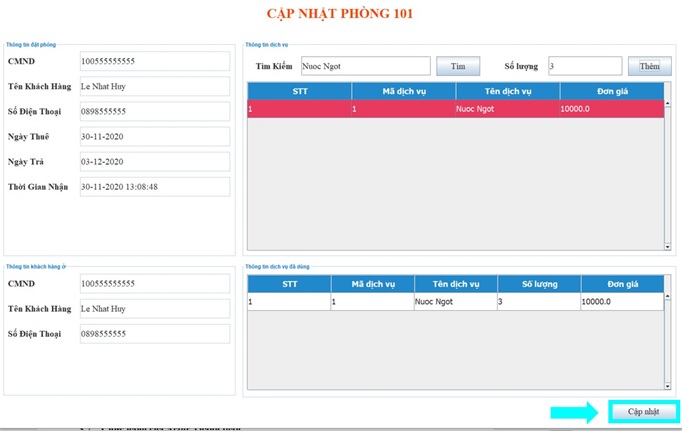 CẬP NHẬT PHÒNG 101
Thông tin đặt phòng
CMND 100555555555
Tên Khách Hàng Le Nhat Huy
Số Điện Thoại 0898555555
Ngày Thuê 30-11-2020
Ngày Trả 03-12-2020
Thời Gian Nhận 30-11-2020 13:08:48
Thông tin dịch vụ
Tìm Kiếm Nuoc Ngot Tìm Số lượng 3 Thêm
STT Mã dịch vụ Tên dịch vụ Đơn giá
1 1 Nuoc Ngot 10000.0
Thông tin khách hàng ở
CMND 100555555555
Tên Khách Hàng Le Nhat Huy
Số Điện Thoại 0898555555
Thông tin dịch vụ đã dùng
STT Mã dịch vụ Tên dịch vụ Số lượng Đơn giá
1 1 Nuoc Ngot 3 10000.0
Cập nhật